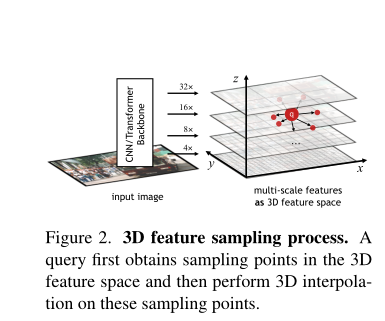 CNN/Transformer
Backbone
32×
16×
8×
4×
z
q
...
y
x
input image
multi-scale features
as 3D feature space
Figure 2. 3D feature sampling process. A
query first obtains sampling points in the 3D
feature space and then perform 3D interpola-
tion on these sampling points.